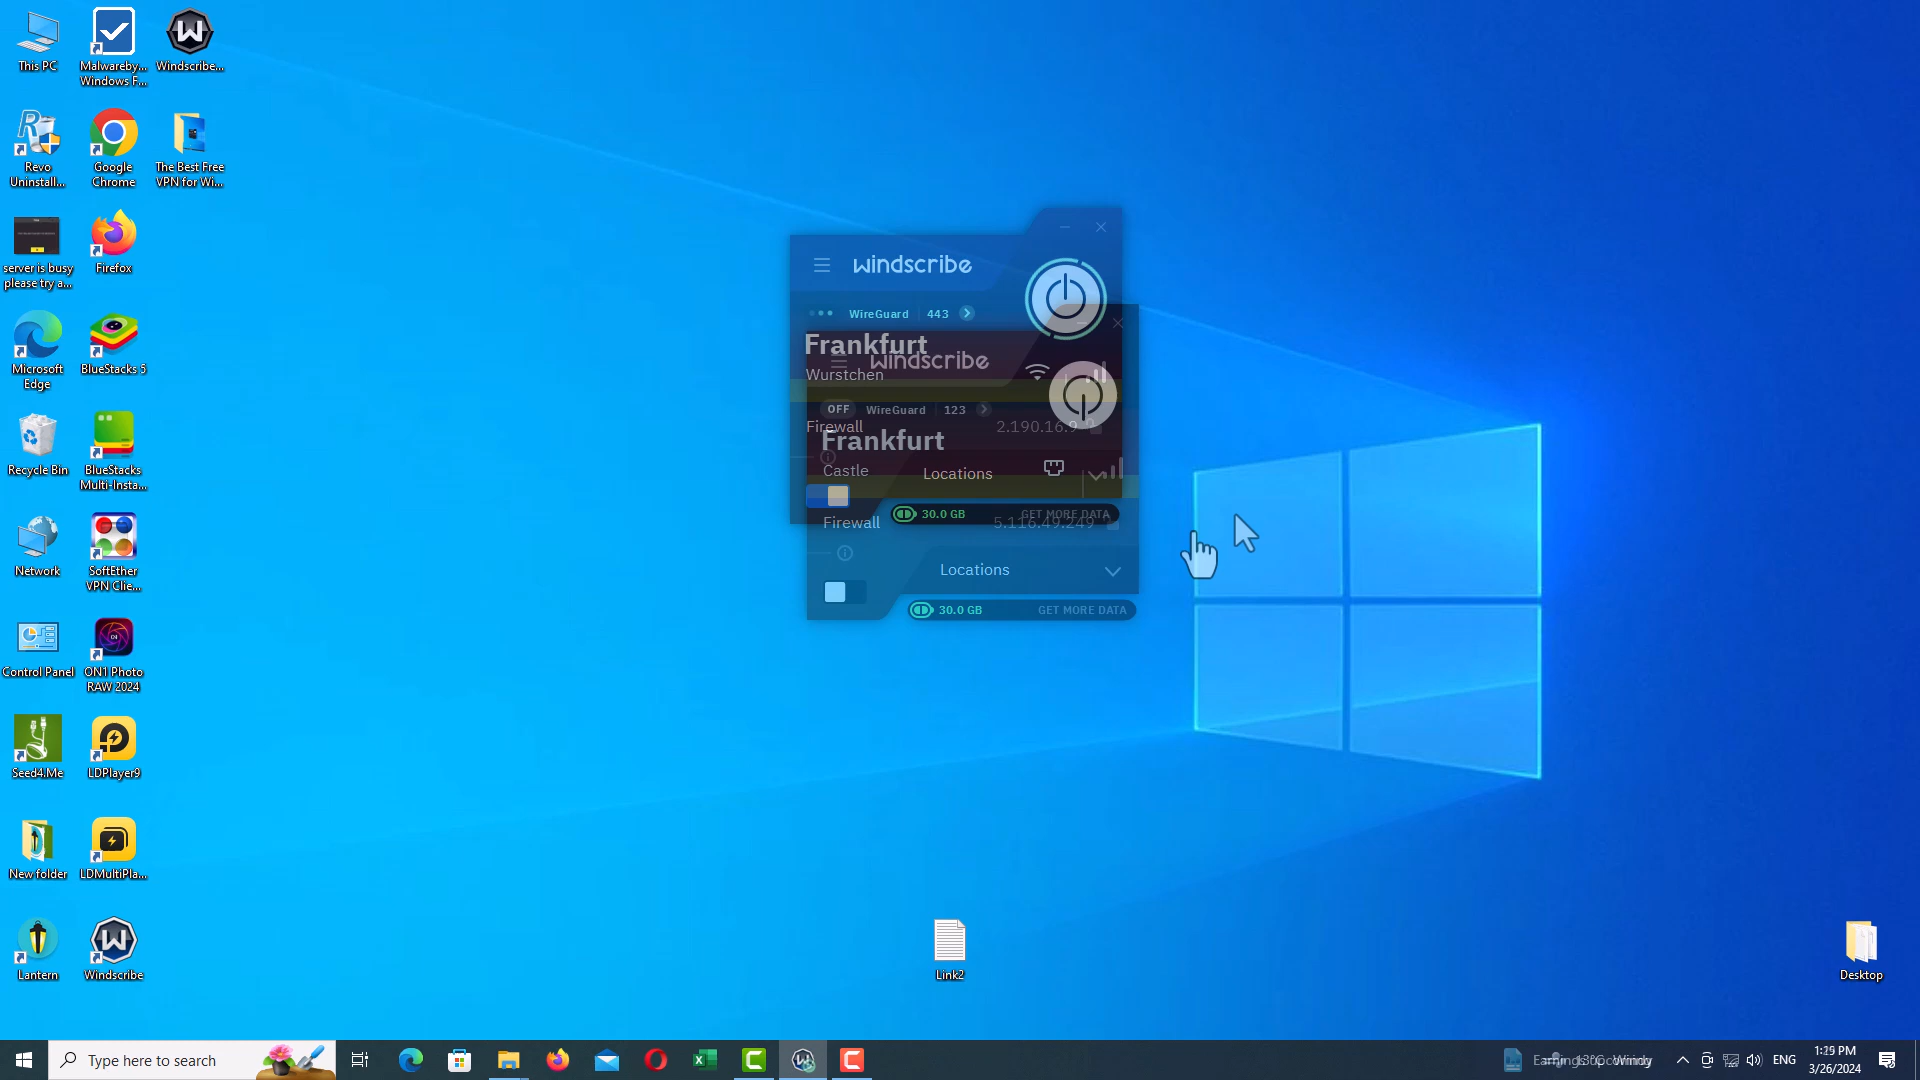 This PC
Malwareby...
Windows F...
Windscribe...
Revo
Uninstall...
Google
Chrome
The Best Free
VPN for Wi...
server is busy
please try a...
Firefox
Microsoft
Edge
BlueStacks 5
Recycle Bin
BlueStacks
Multi-Insta...
Network
SoftEther
VPN Clie...
Control Panel
ON1 Photo
RAW 2024
Seed4.Me
LDPlayer9
New folder
LDMultiPla...
Lantern
Windscribe
windscribe
WireGuard 443
Frankfurt
Wurstchen
Firewall
Locations
30.0 GB GET MORE DATA
windscribe
OFF WireGuard 123
Frankfurt
Castle
Firewall 5.116.49.249
Locations
30.0 GB GET MORE DATA
Link2
Desktop
Type here to search
ENG
3/26/2024